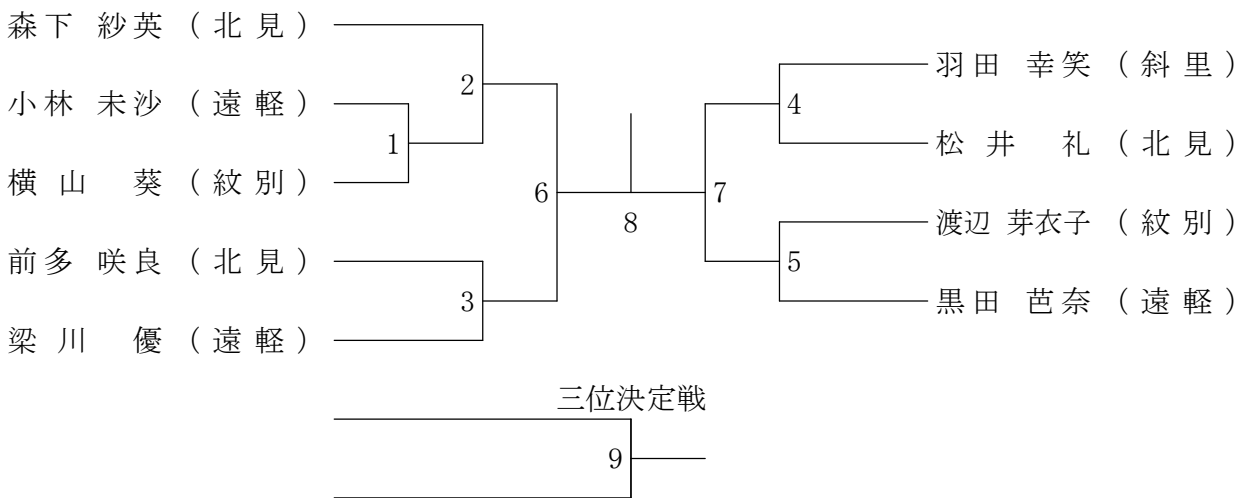 森下 紗英 (北見)
2
小林 未沙 (遠軽)
1
横山 葵 (紋別)
6
前多 咲良 (北見)
3
梁川 優 (遠軽)
8
羽田 幸笑 (斜里)
4
松井 礼 (北見)
7
渡辺 芽衣子 (紋別)
5
黒田 芭奈 (遠軽)
三位決定戦
9